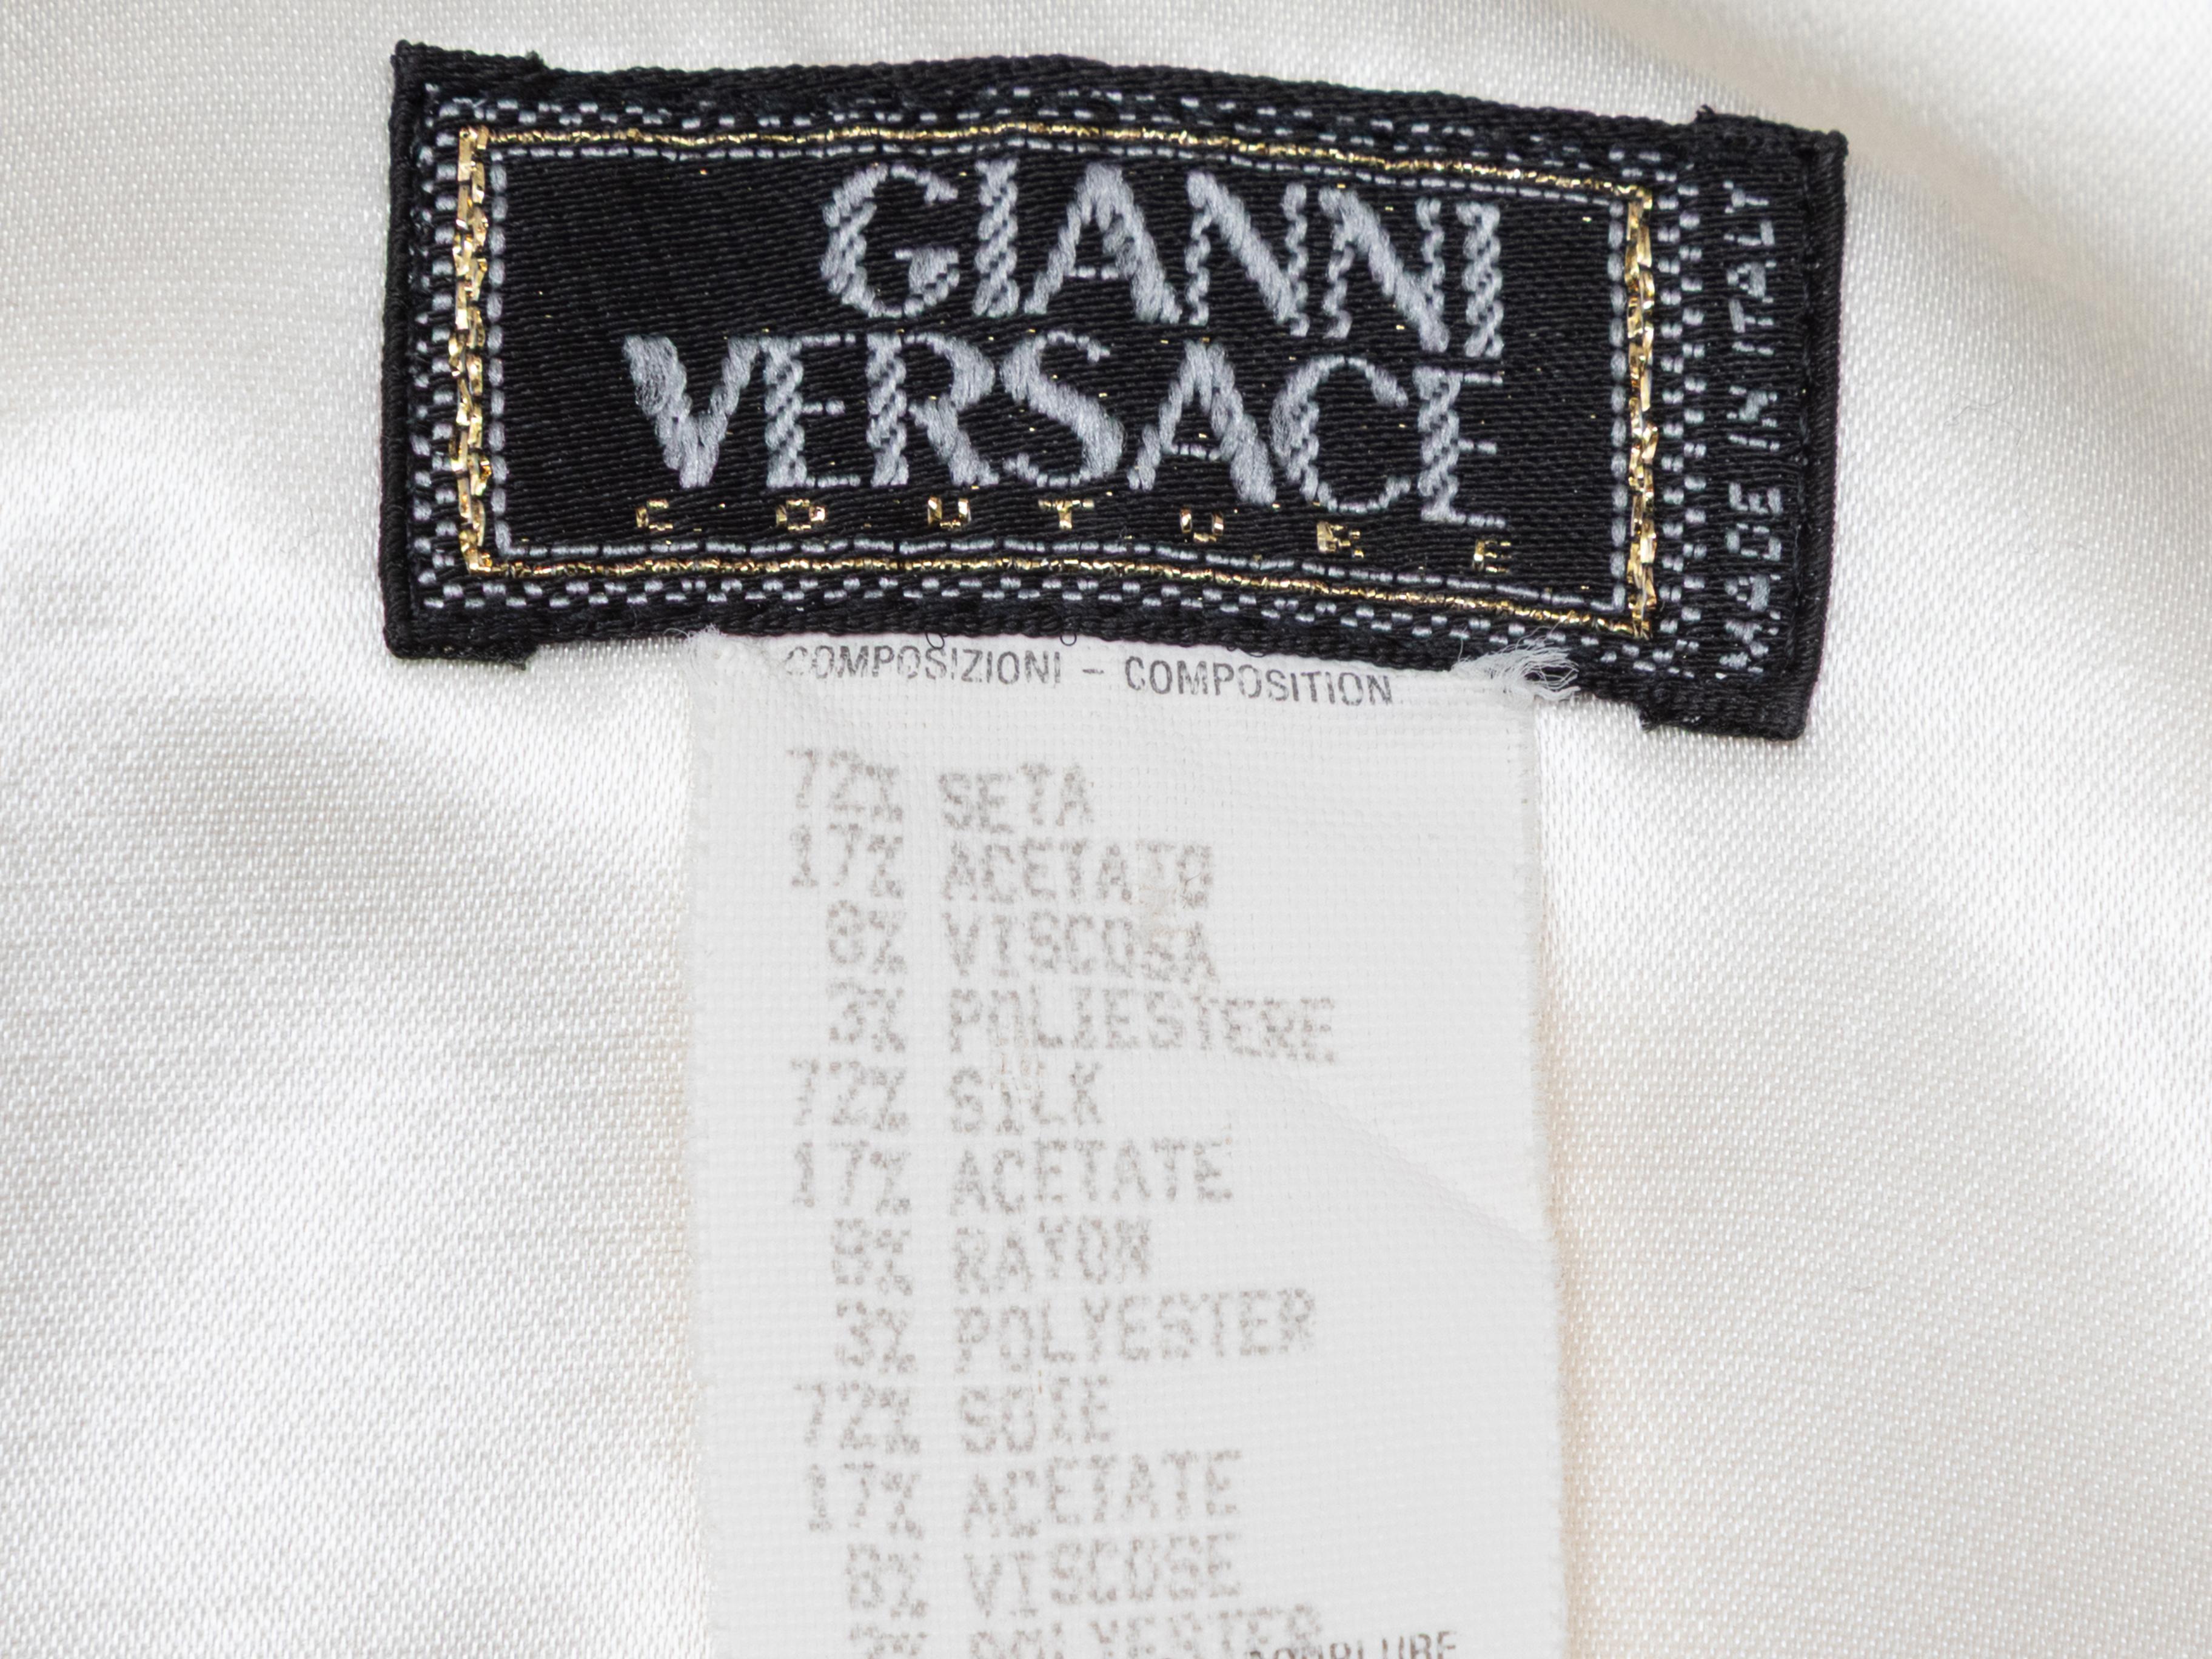 GIANNI
VERSACE
COUTURE
MADE IN ITALY
COMPOSIZIONI - COMPOSITION
72% SETA
17% ACETATO
8% VISCOSA
3% POLIESTERE
72% SILK
17% ACETATE
8% RAYON
3% POLYESTER
72% SOIE
17% ACETATE
8% VISCOSE
POLYESTER